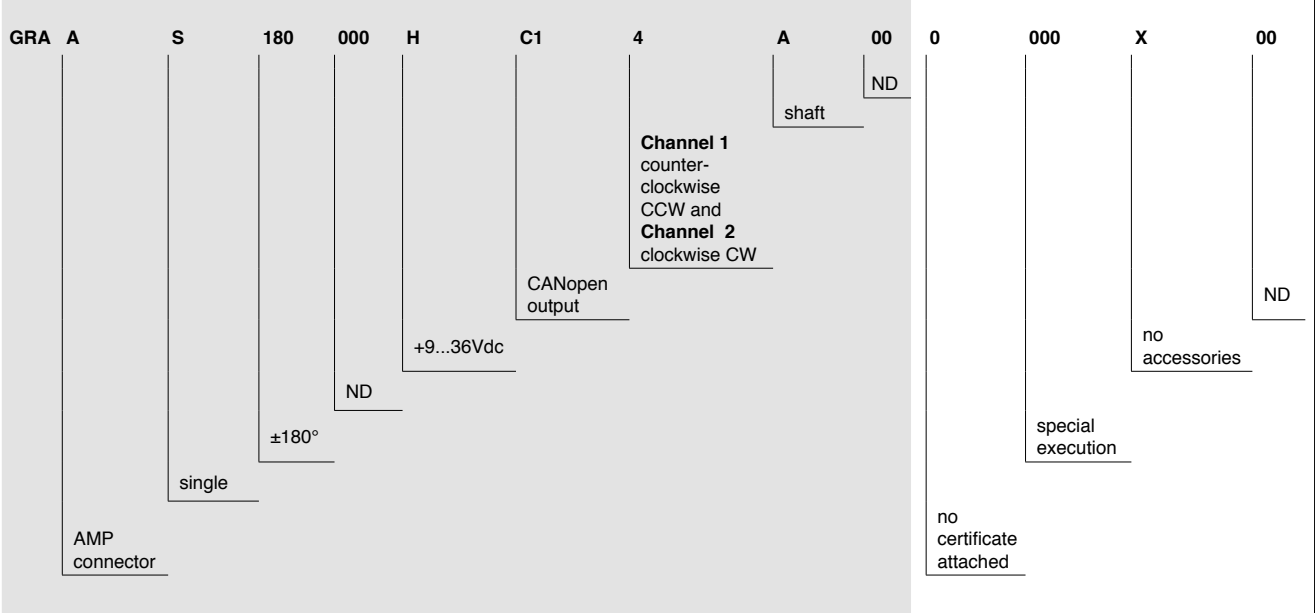 GRA A S 180 000 H C1 4 A 00 0 000 X 00
ND
shaft
Channel 1
counter-
clockwise
CCW and
Channel 2
clockwise CW
CANopen
output
ND
+9...36Vdc
no
accessories
ND
±180°
special
execution
single
AMP
connector
no
certificate
attached